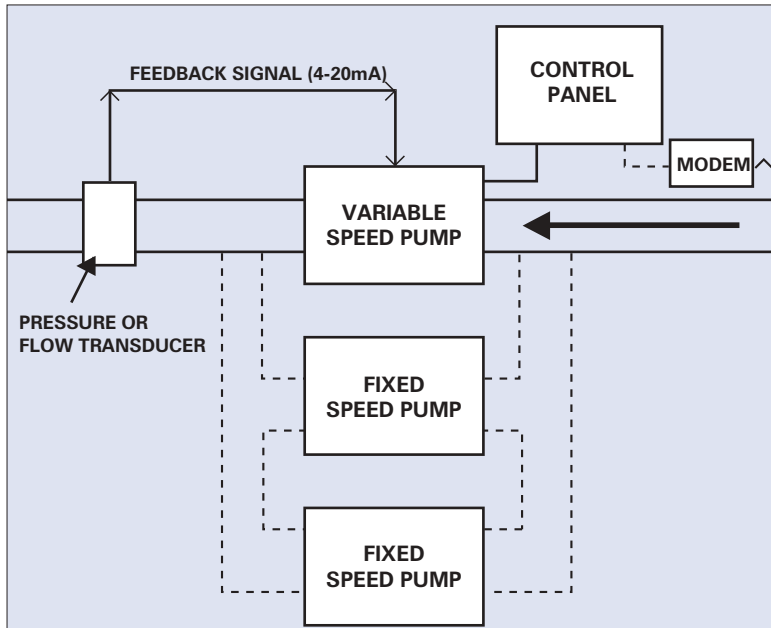 FEEDBACK SIGNAL (4-20mA)
CONTROL
PANEL
MODEM
VARIABLE
SPEED PUMP
PRESSURE OR
FLOW TRANSDUCER
FIXED
SPEED PUMP
FIXED
SPEED PUMP